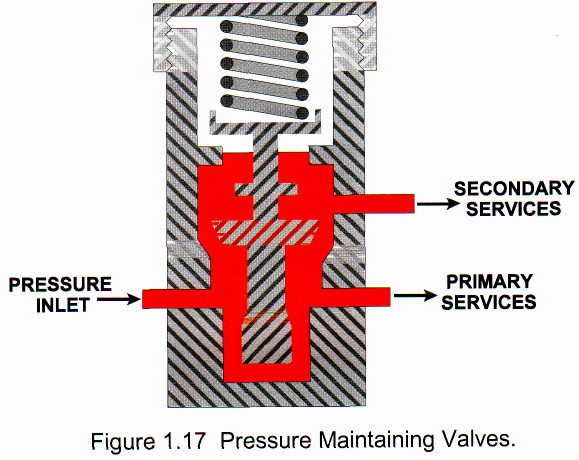 SECONDARY
SERVICES
PRESSURE
INLET
PRIMARY
SERVICES
Figure 1.17 Pressure Maintaining Valves.